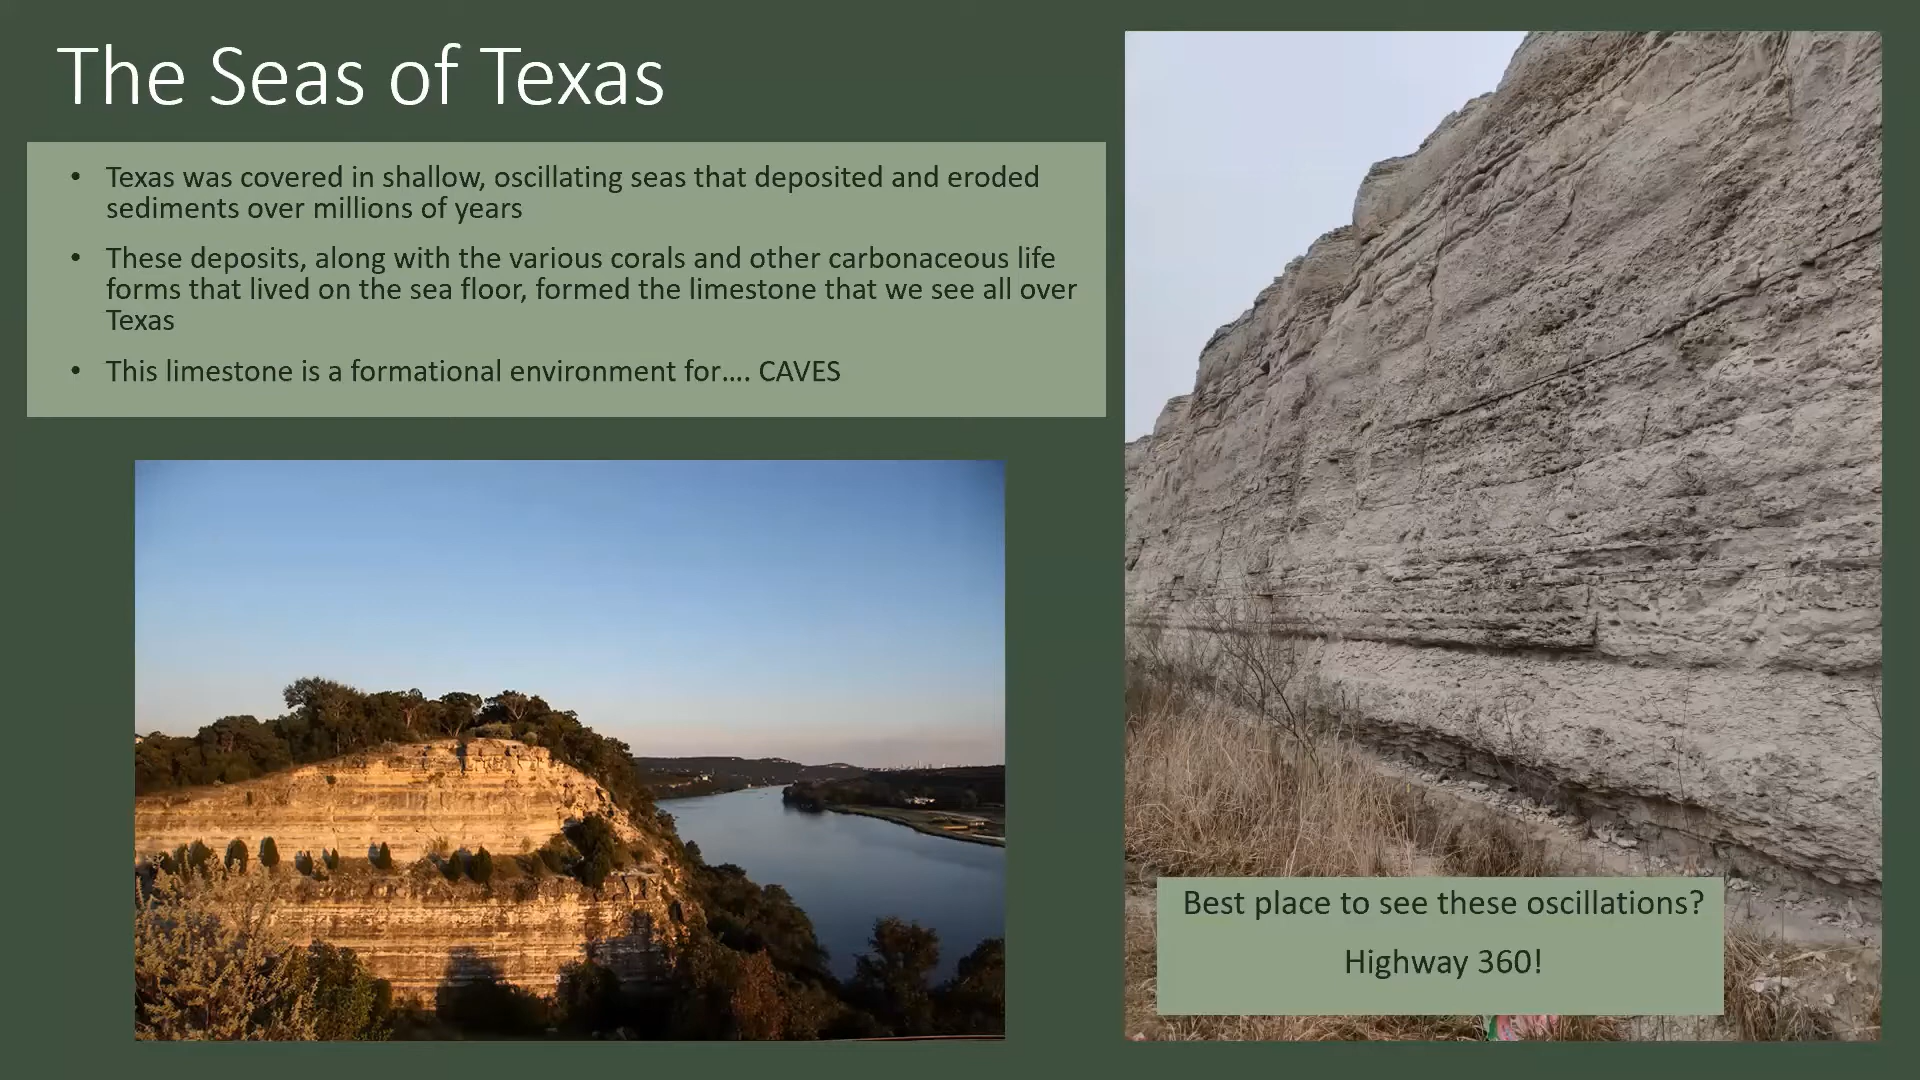 The Seas of Texas
• Texas was covered in shallow, oscillating seas that deposited and eroded
sediments over millions of years
• These deposits, along with the various corals and other carbonaceous life
forms that lived on the sea floor, formed the limestone that we see all over
Texas
• This limestone is a formational environment for.... CAVES
Best place to see these oscillations?
Highway 360!